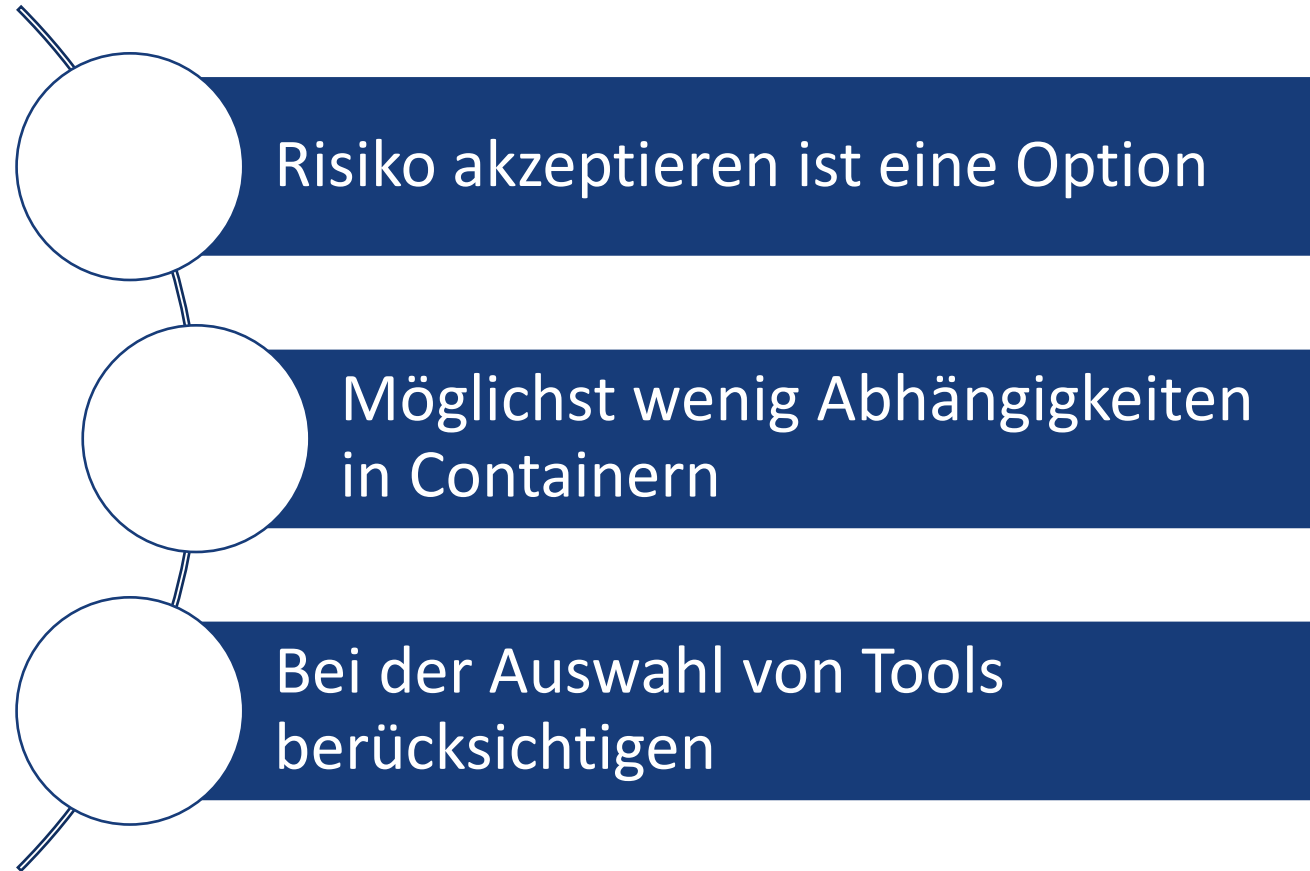 Risiko akzeptieren ist eine Option
Möglichst wenig Abhängigkeiten
in Containern
Bei der Auswahl von Tools
berücksichtigen